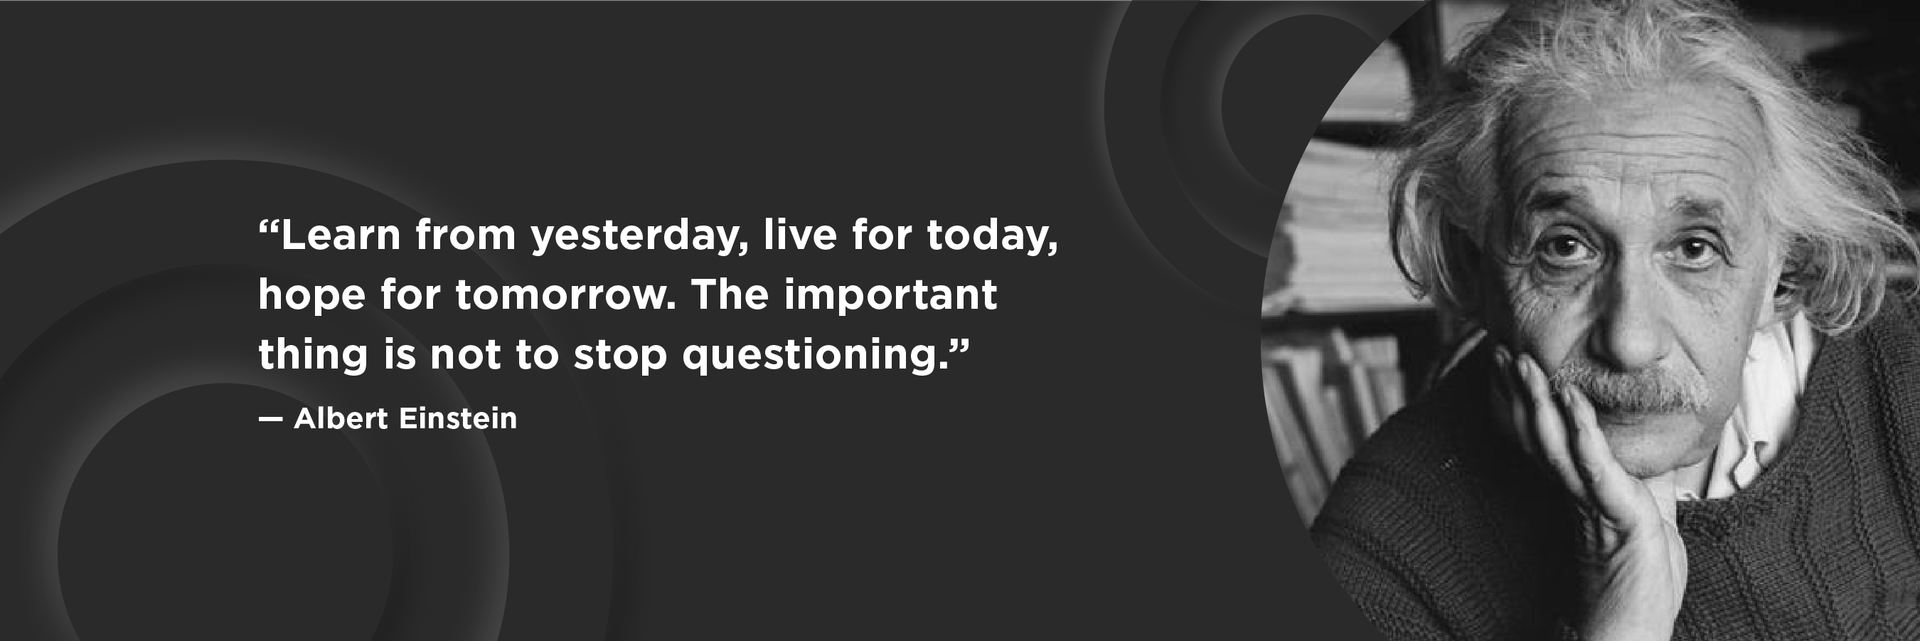 “Learn from yesterday, live for today,
hope for tomorrow. The important
thing is not to stop questioning.”
— Albert Einstein